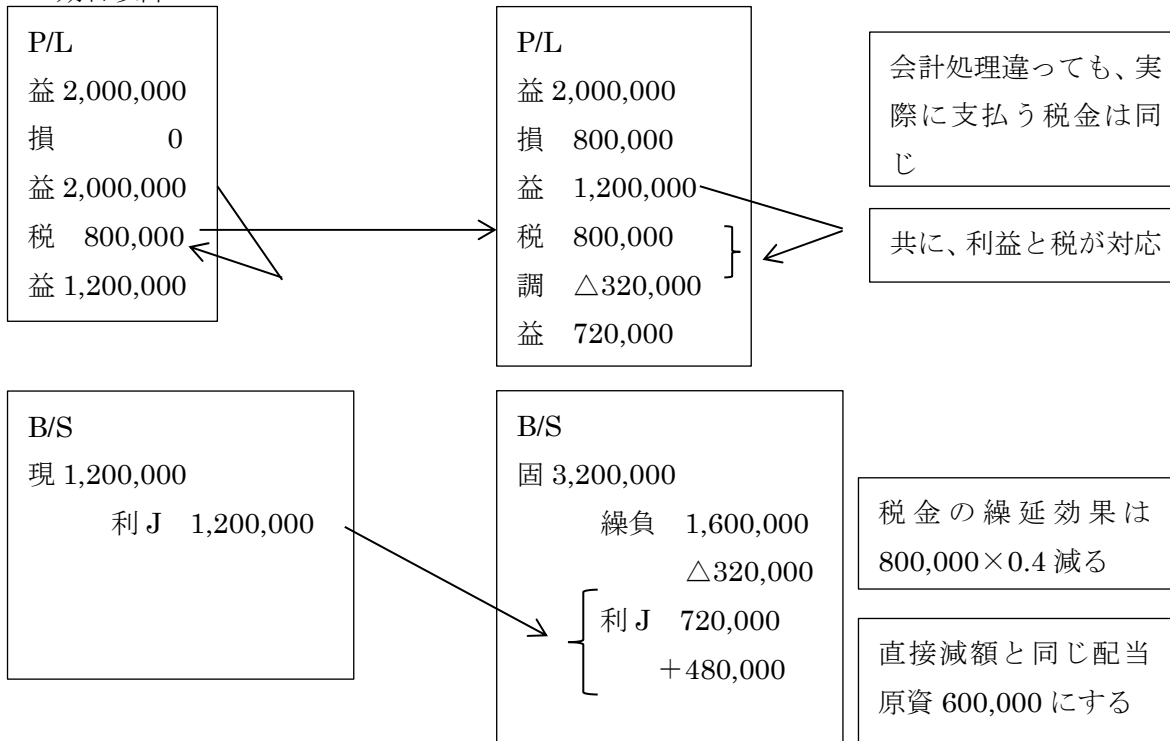 P/L
益 2,000,000
損 0
益 2,000,000
税 800,000
益 1,200,000
P/L
益 2,000,000
損 800,000
益 1,200,000
税 800,000
調 △320,000
益 720,000
会計処理違っても、実
際に支払う税金は同
じ
共に、利益と税が対応
B/S
現 1,200,000
利 J 1,200,000
B/S
固 3,200,000
繰負 1,600,000
△320,000
利 J 720,000
+480,000
税金の繰延効果は
800,000×0.4 減る
直接減額と同じ配当
原資 600,000 にする